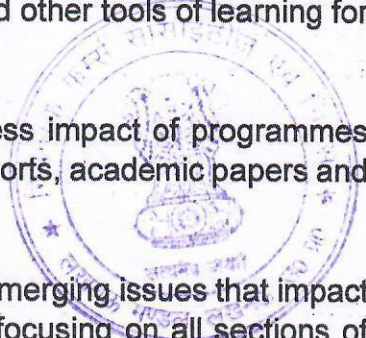 d other tools of learning for
ess impact of programmes
orts, academic papers and
merging issues that impact
focusing on all sections of